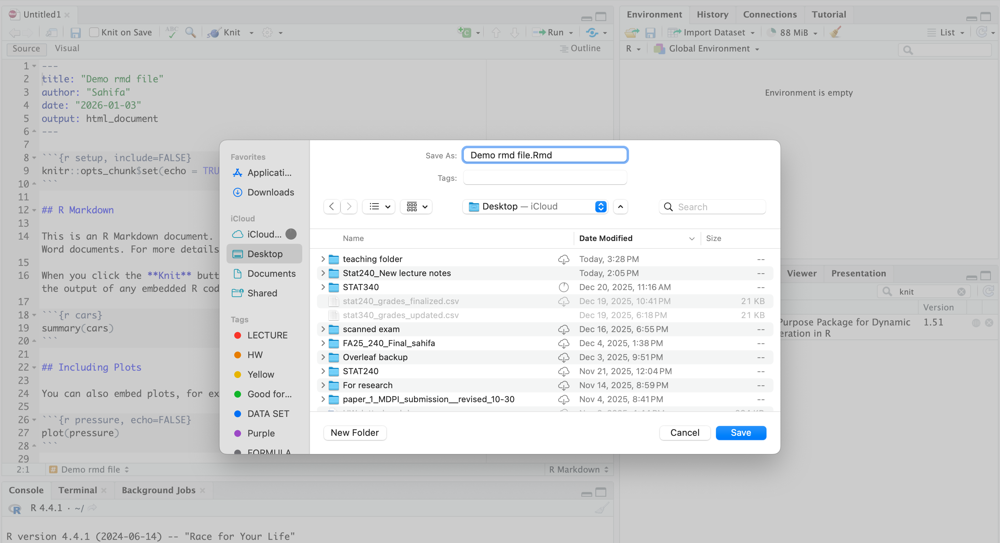 Untitled1
Knit on Save
ABC
Knit
Run
Source
Visual
Outline
1 ---
2 title: "Demo rmd file"
3 author: "Sahifa"
4 date: "2026-01-03"
5 output: html_document
6 ---
7
8 ```{r setup, include=FALSE}
9 knitr::opts_chunk$set(echo = TRU
10 ```
11
12 ## R Markdown
13
14 This is an R Markdown document.
Word documents. For more details
15
16 When you click the **Knit** butt
the output of any embedded R cod
17
18 ```{r cars}
19 summary(cars)
20 ```
21
22 ## Including Plots
23
24 You can also embed plots, for ex
25
26 ```{r pressure, echo=FALSE}
27 plot(pressure)
28 ```
29
2:1
# Demo rmd file
R Markdown
Console
Terminal
Background Jobs
R 4.4.1 · ~/
R version 4.4.1 (2024-06-14) -- "Race for Your Life"
Environment
History
Connections
Tutorial
Import Dataset
88 MiB
List
R
Global Environment
Environment is empty
Viewer
Presentation
knit
Version
Purpose Package for Dynamic
1.51
eration in R
Favorites
Applicati...
Downloads
iCloud
iCloud...
Desktop
Documents
Shared
Tags
LECTURE
HW
Yellow
Good for...
DATA SET
Purple
FORMULA
Save As: Demo rmd file.Rmd
Tags:
Desktop — iCloud
Search
Name Date Modified Size
teaching folder Today, 3:28 PM --
Stat240_New lecture notes Today, 2:05 PM --
STAT340 Dec 20, 2025, 11:16 AM --
stat240_grades_finalized.csv Dec 19, 2025, 10:41 PM 21 KB
stat340_grades_updated.csv Dec 19, 2025, 6:18 PM 21 KB
scanned exam Dec 16, 2025, 6:55 PM --
FA25_240_Final_sahifa Dec 4, 2025, 1:38 PM --
Overleaf backup Dec 3, 2025, 9:51 PM --
STAT240 Nov 21, 2025, 12:04 PM --
For research Nov 14, 2025, 8:59 PM --
paper_1_MDPI_submission__revised_10-30 Nov 4, 2025, 8:41 PM --
New Folder
Cancel
Save